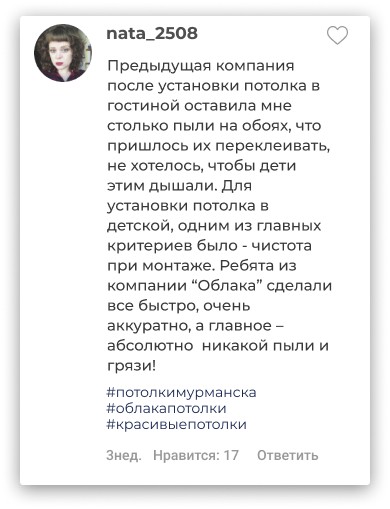 nata_2508
Предыдущая компания
после установки потолка в
гостиной оставила мне
столько пыли на обоях, что
пришлось их переклеивать,
не хотелось, чтобы дети
этим дышали. Для
установки потолка в
детской, одним из главных
критериев было - чистота
при монтаже. Ребята из
компании “Облака” сделали
все быстро, очень
аккуратно, а главное –
абсолютно  никакой пыли и
грязи!
#потолкимурманска
#облакапотолки
#красивыепотолки
3нед. Нравится: 17 Ответить